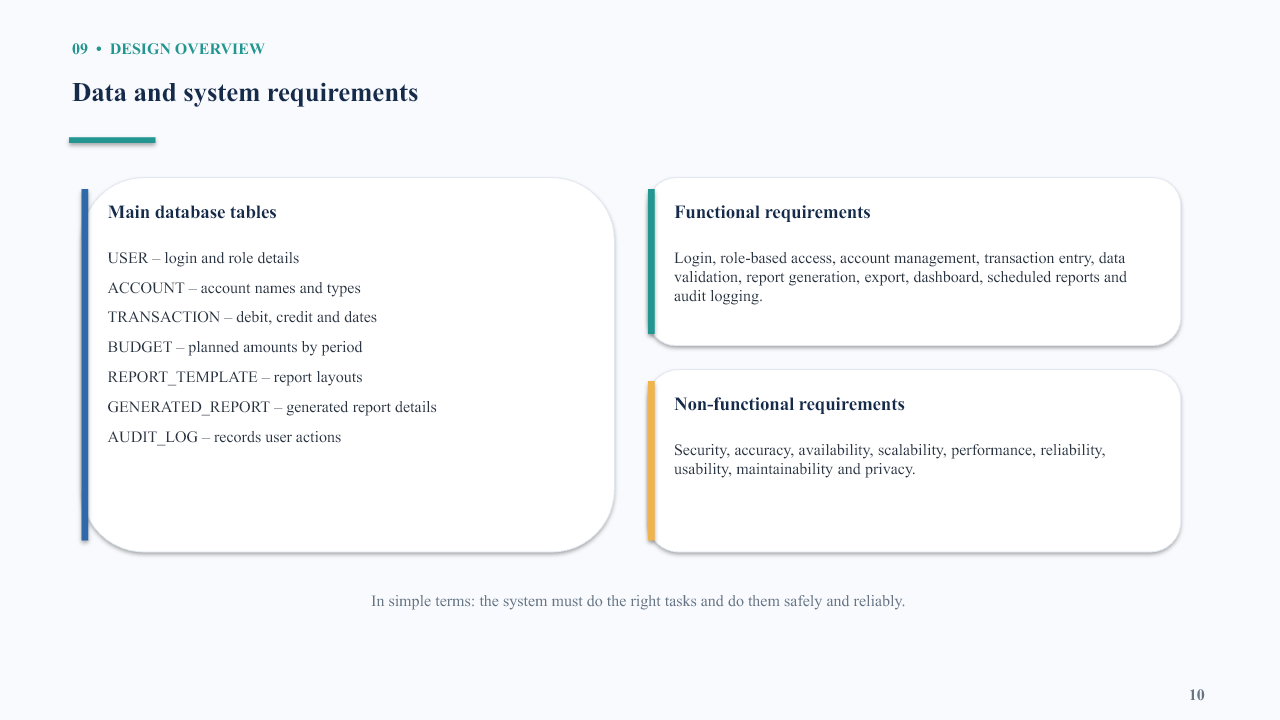 09 • DESIGN OVERVIEW
Data and system requirements
Main database tables
USER – login and role details
ACCOUNT – account names and types
TRANSACTION – debit, credit and dates
BUDGET – planned amounts by period
REPORT_TEMPLATE – report layouts
GENERATED_REPORT – generated report details
AUDIT_LOG – records user actions
Functional requirements
Login, role-based access, account management, transaction entry, data
validation, report generation, export, dashboard, scheduled reports and
audit logging.
Non-functional requirements
Security, accuracy, availability, scalability, performance, reliability,
usability, maintainability and privacy.
In simple terms: the system must do the right tasks and do them safely and reliably.
10